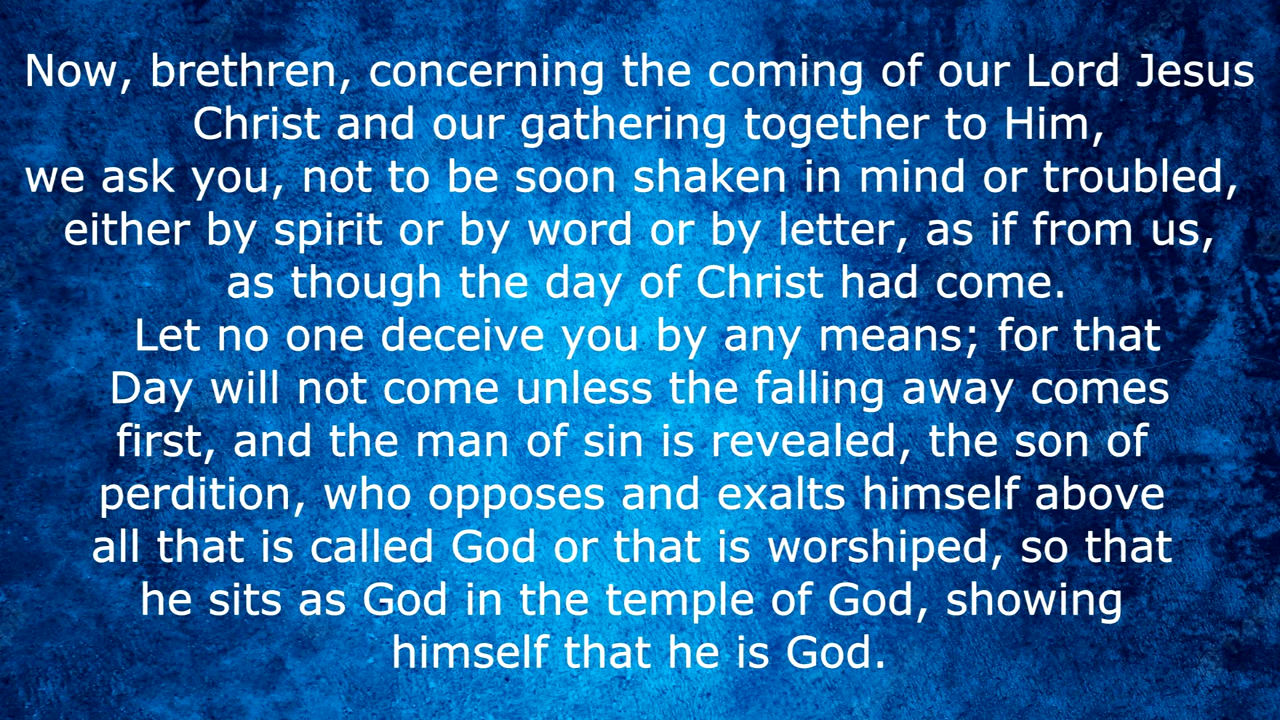 Now, brethren, concerning the coming of our Lord Jesus
Christ and our gathering together to Him,
we ask you, not to be soon shaken in mind or troubled,
either by spirit or by word or by letter, as if from us,
as though the day of Christ had come.
Let no one deceive you by any means; for that
Day will not come unless the falling away comes
first, and the man of sin is revealed, the son of
perdition, who opposes and exalts himself above
all that is called God or that is worshiped, so that
he sits as God in the temple of God, showing
himself that he is God.